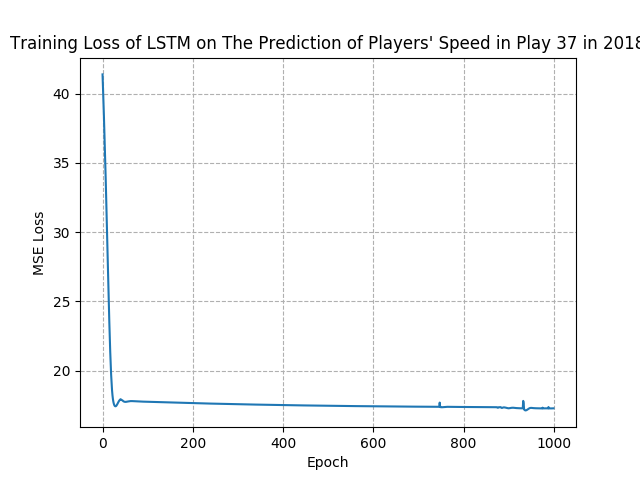 Training Loss of LSTM on The Prediction of Players' Speed in Play 37 in 2018
40
35
30
25
20
MSE Loss
0 200 400 600 800 1000
Epoch